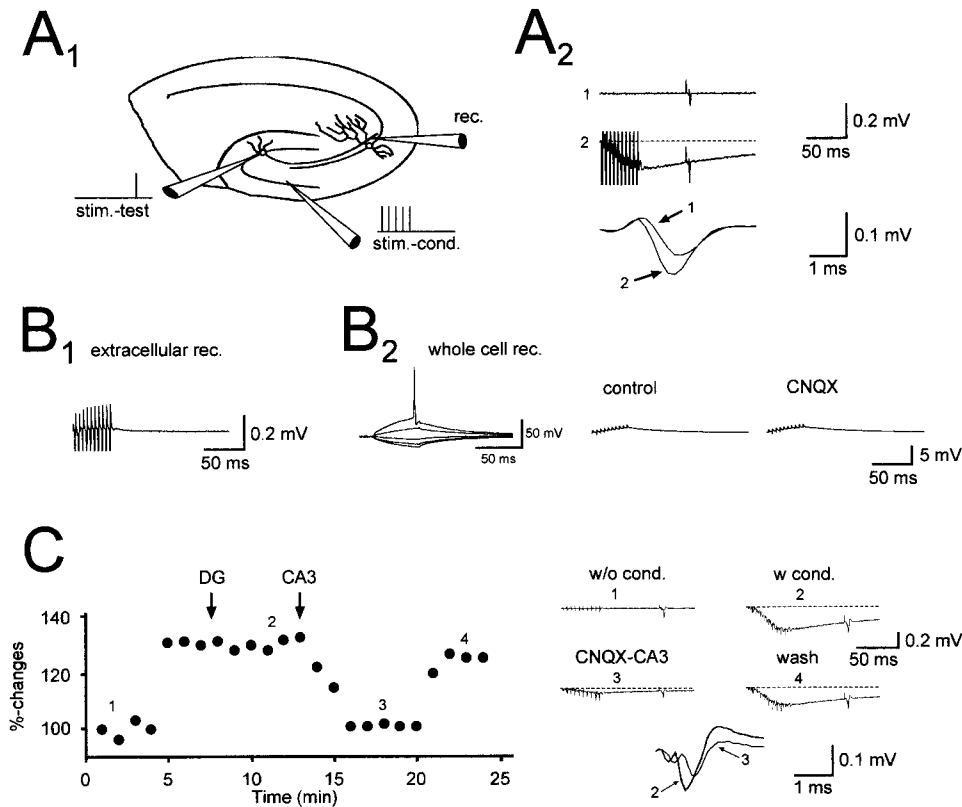 A1
A2
rec.
stim.-test
stim.-cond.
1
2
0.2 mV
50 ms
1
2
0.1 mV
1 ms
B1 extracellular rec.
0.2 mV
50 ms
B2 whole cell rec.
50 mV
50 ms
control
CNQX
5 mV
50 ms
C
DG
CA3
140
120
100
%-changes
1
2
3
4
0 5 10 15 20 25
Time (min)
w/o cond.
1
w cond.
2
0.2 mV
50 ms
CNQX-CA3
3
wash
4
2
3
0.1 mV
1 ms